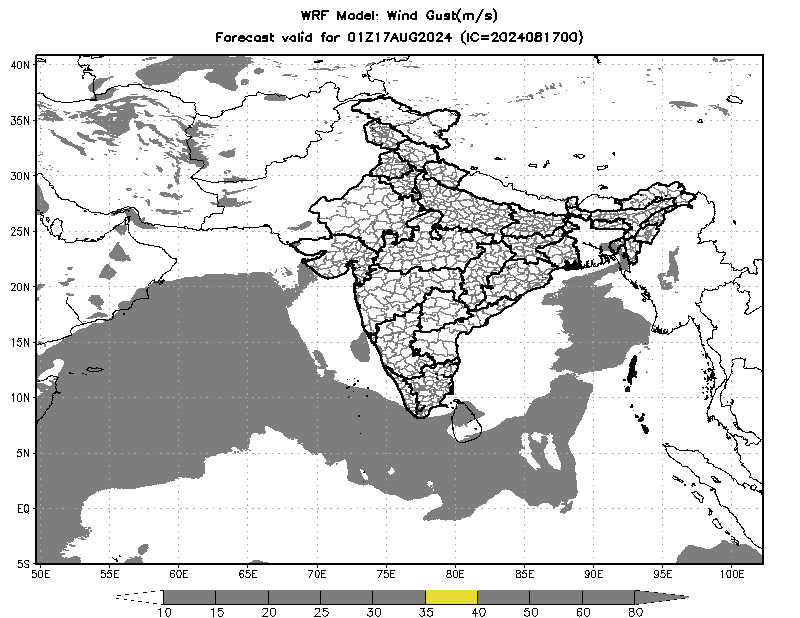 WRF Model: Wind Gust(m/s)
Forecast valid for 01Z17AUG2024 (IC=2024081700)
40N
35N
30N
25N
20N
15N
10N
5N
EQ
5S
50E 55E 60E 65E 70E 75E 80E 85E 90E 95E 100E
10 15 20 25 30 35 40 50 60 80